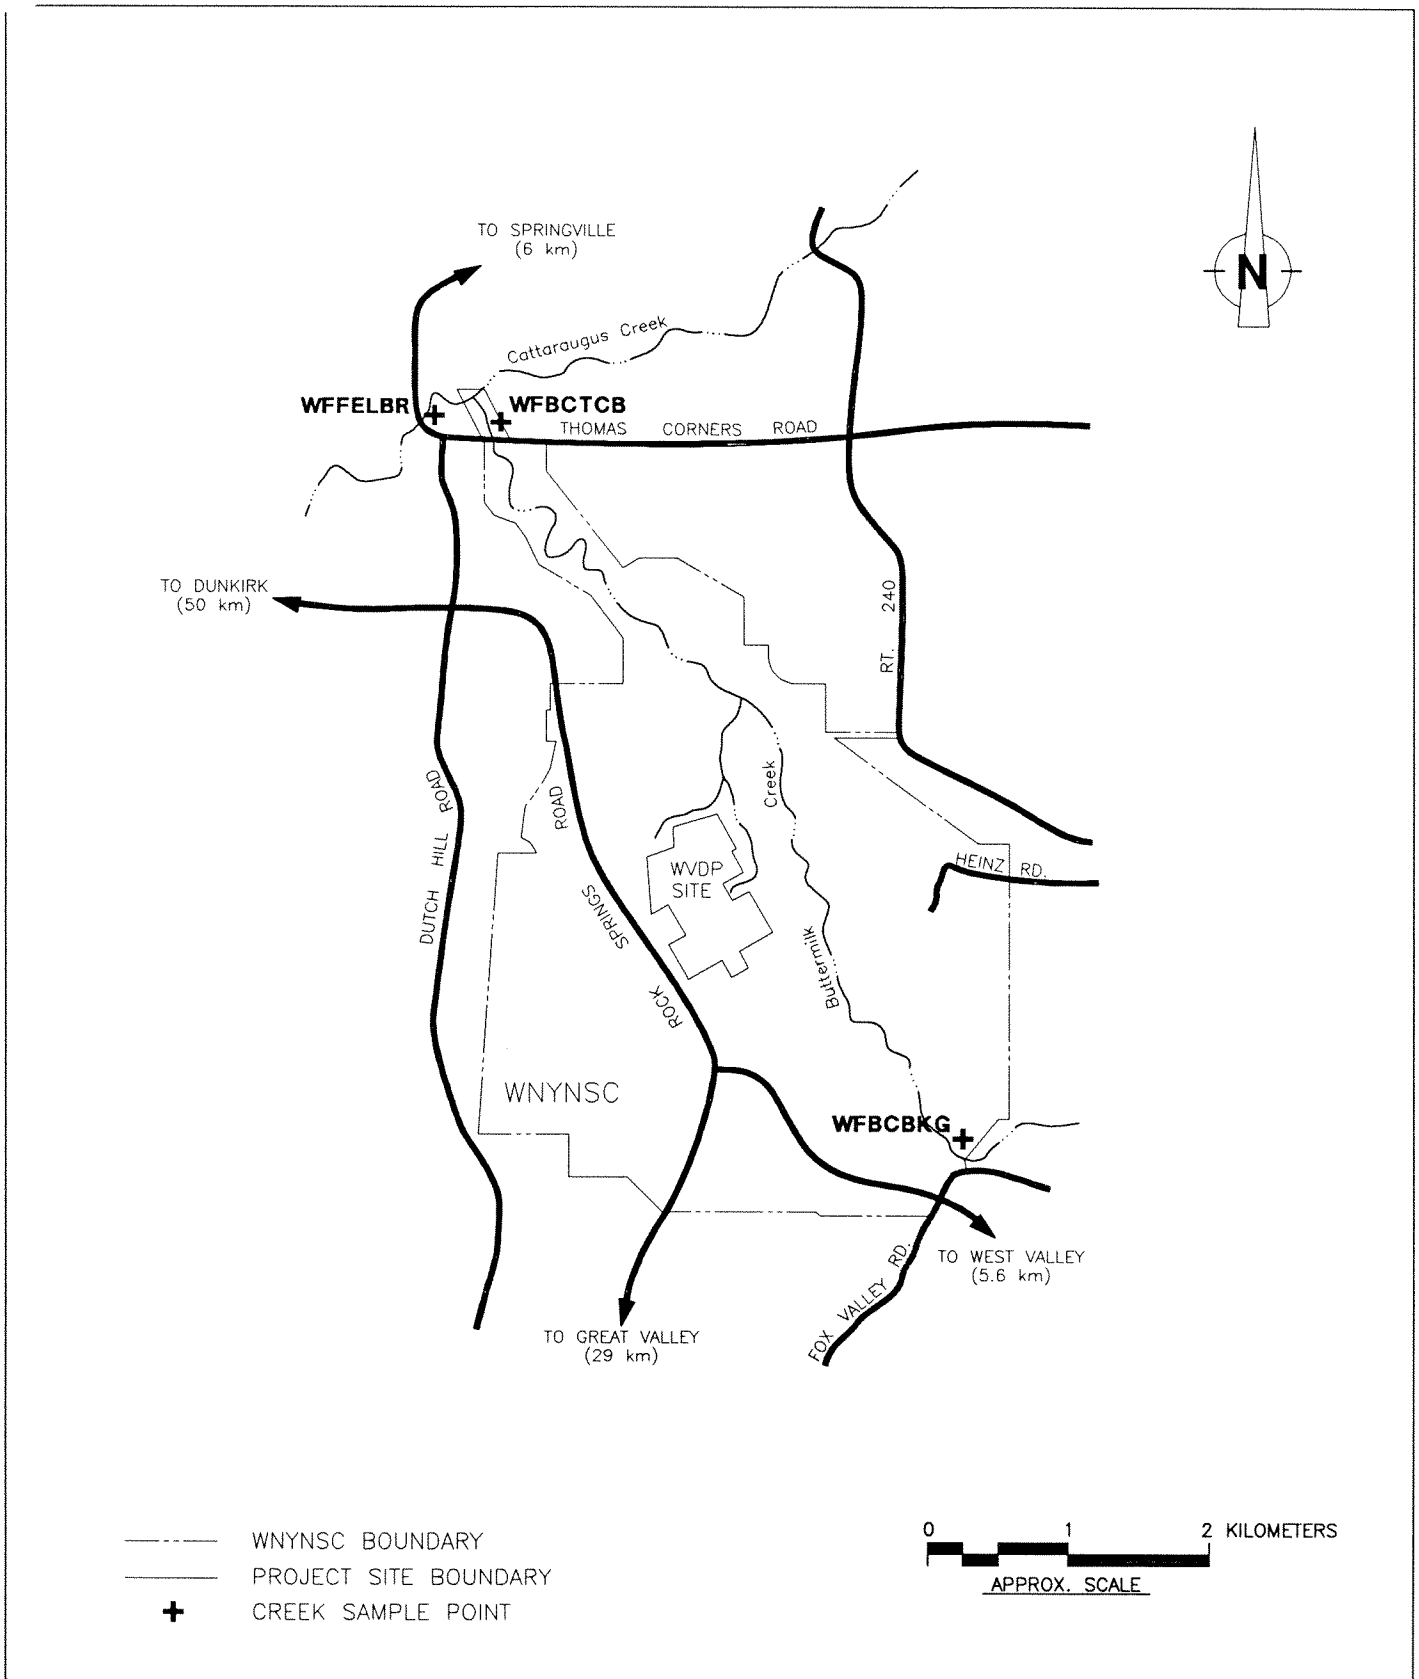 TO SPRINGVILLE
(6 km)
N
Cattaraugus Creek
WFFELBR
WFBCTCB
THOMAS CORNERS ROAD
TO DUNKIRK
(50 km)
RT. 240
DUTCH HILL ROAD
ROCK SPRINGS ROAD
Buttermilk Creek
WVDP
SITE
HEINZ RD.
WNYNSC
WFBCBKG
TO WEST VALLEY
(5.6 km)
FOX VALLEY RD.
TO GREAT VALLEY
(29 km)
WNYNSC BOUNDARY
PROJECT SITE BOUNDARY
CREEK SAMPLE POINT
0 1 2 KILOMETERS
APPROX. SCALE